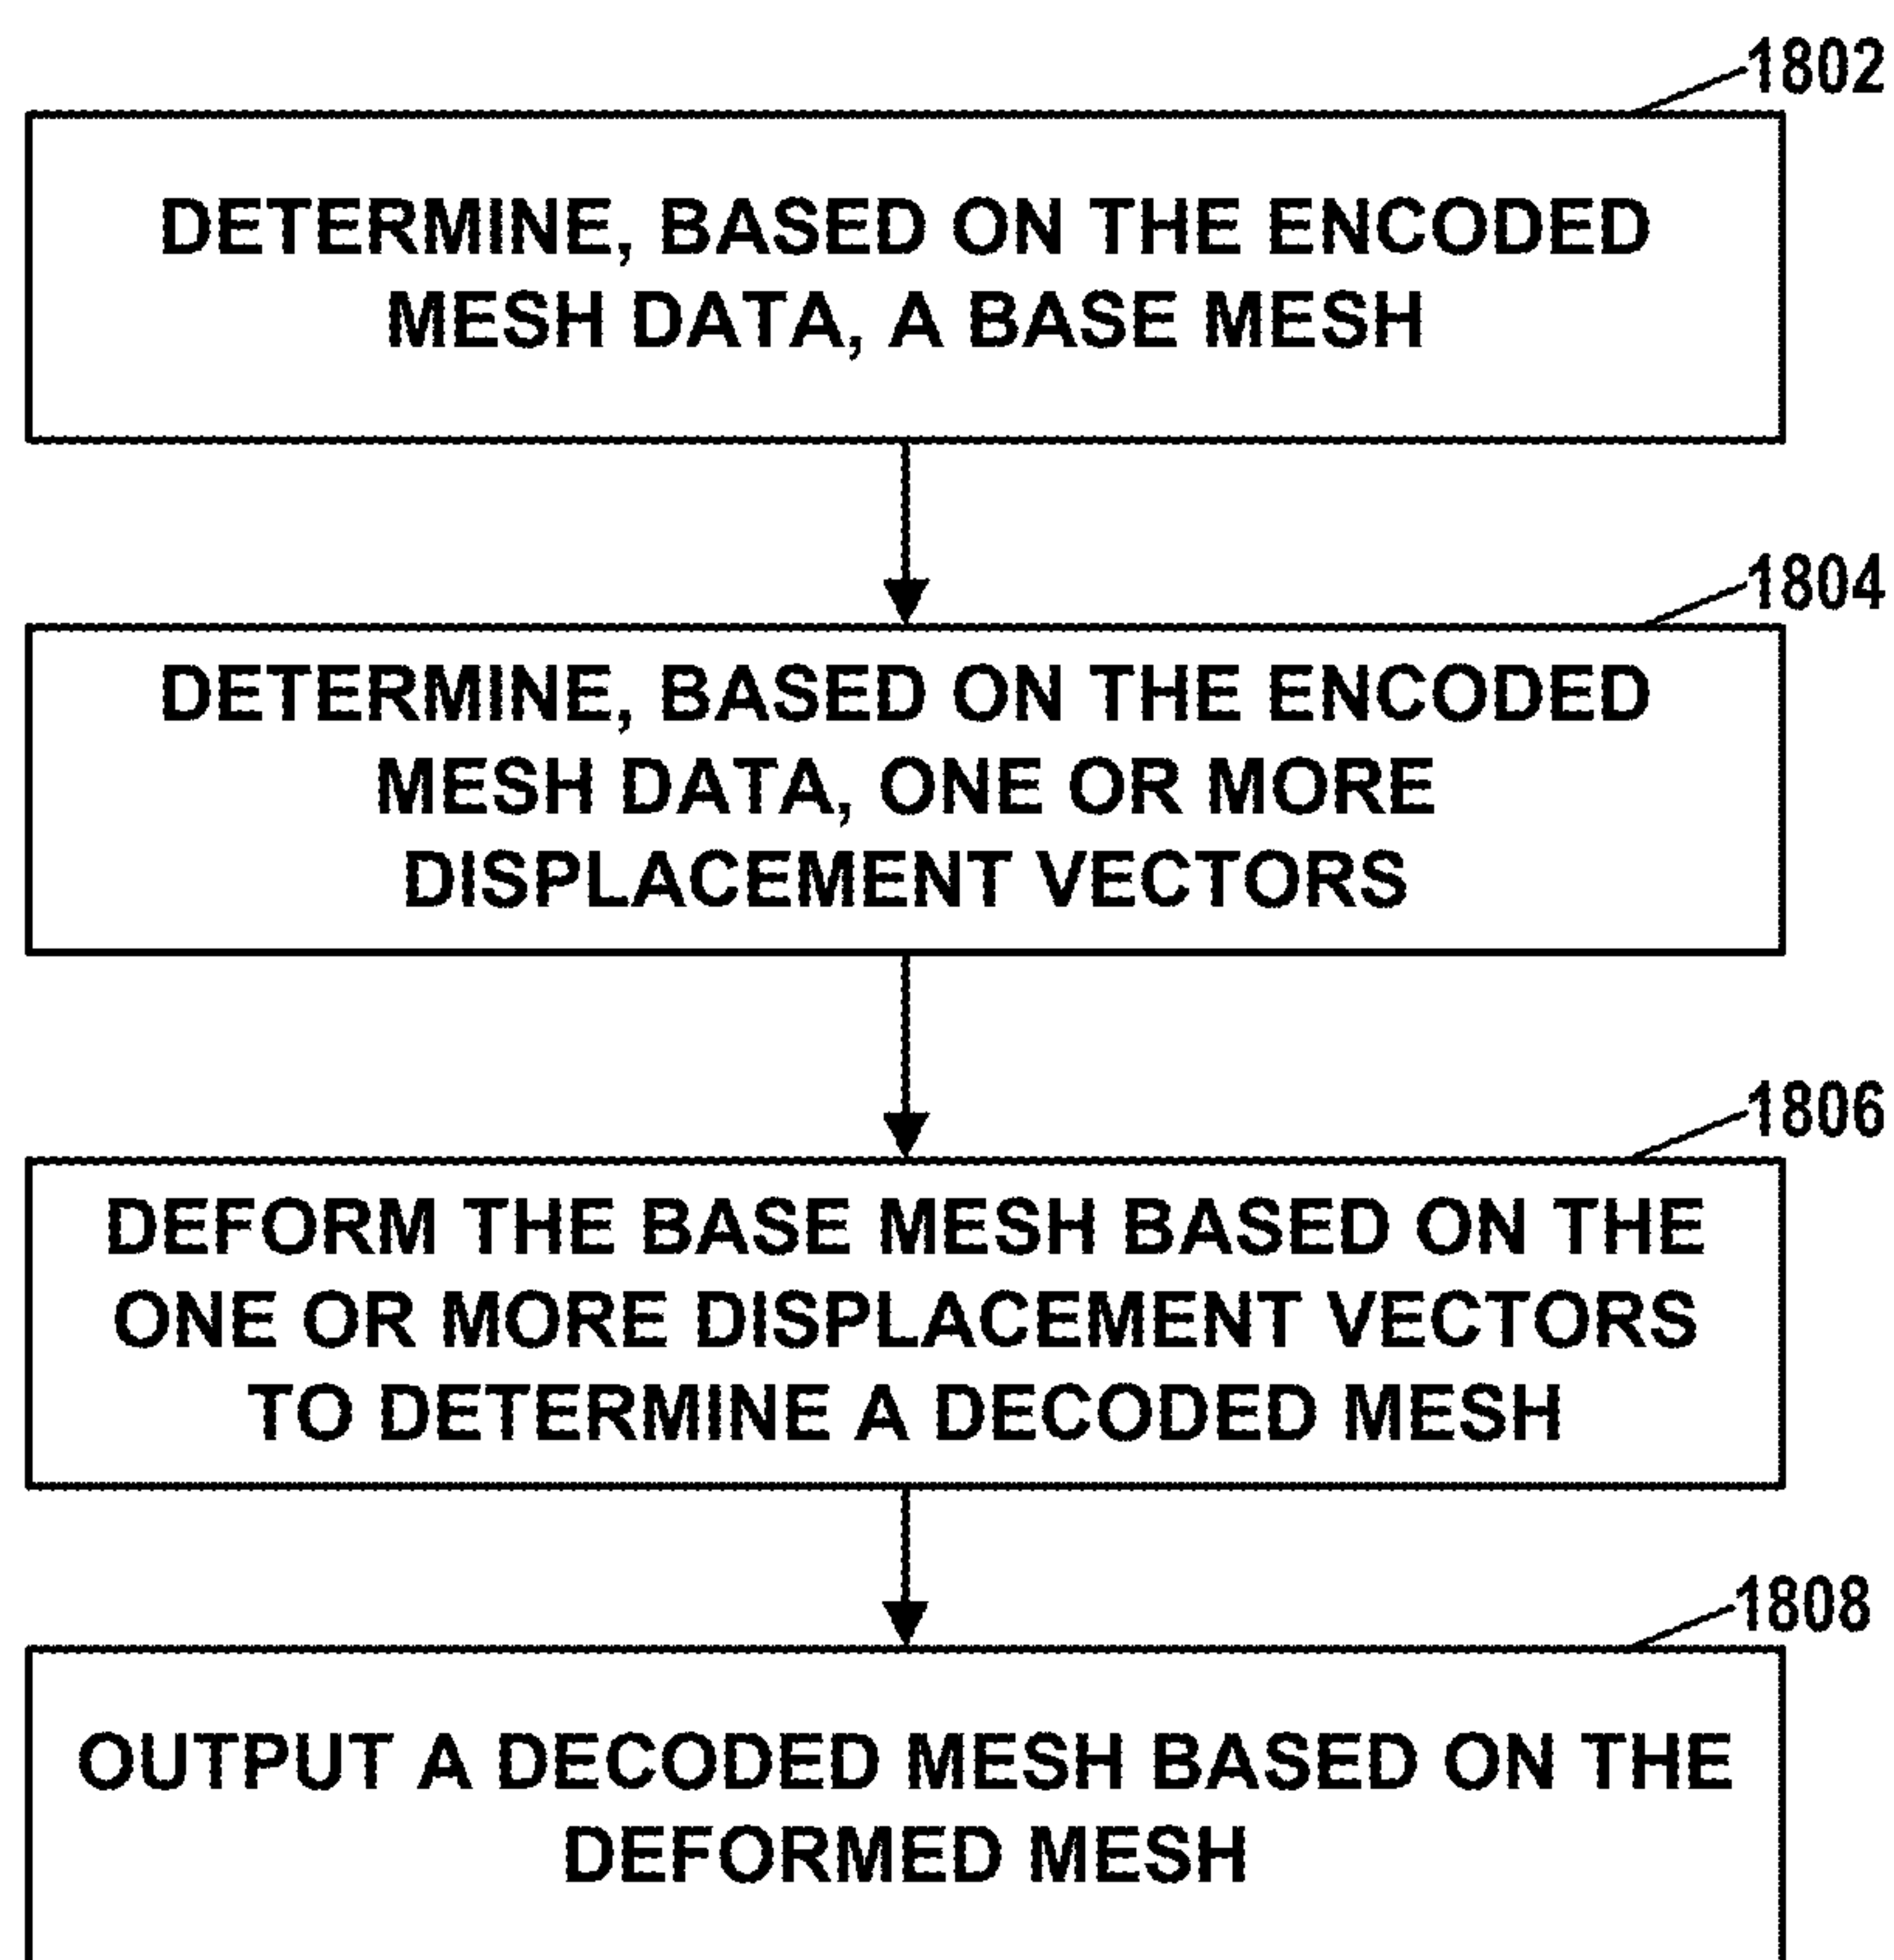 1802
DETERMINE, BASED ON THE ENCODED
MESH DATA, A BASE MESH
1804
DETERMINE, BASED ON THE ENCODED
MESH DATA, ONE OR MORE
DISPLACEMENT VECTORS
1806
DEFORM THE BASE MESH BASED ON THE
ONE OR MORE DISPLACEMENT VECTORS
TO DETERMINE A DECODED MESH
1808
OUTPUT A DECODED MESH BASED ON THE
DEFORMED MESH